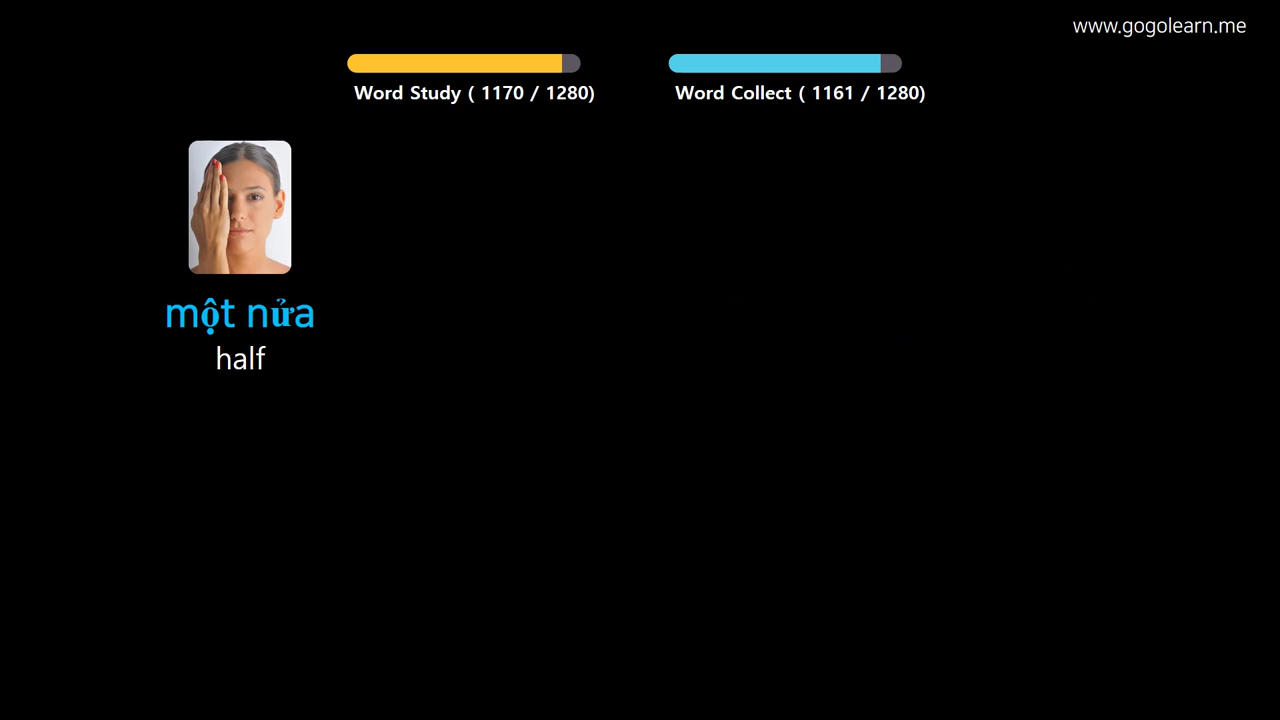 www.gogolearn.me
Word Study ( 1170 / 1280)
Word Collect ( 1161 / 1280)
một nửa
half